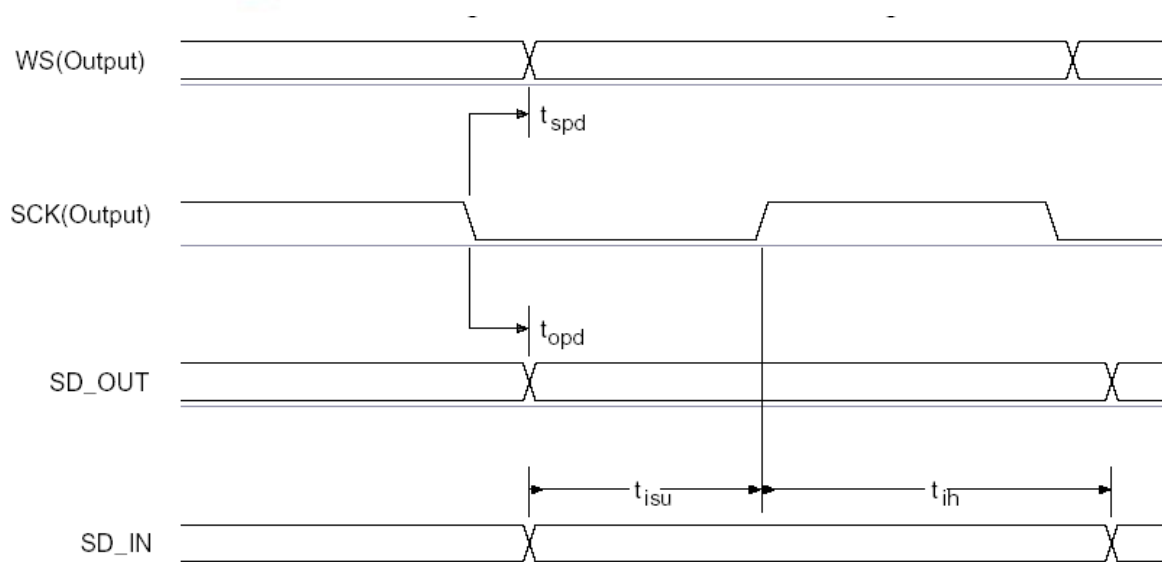 WS(Output)
t_spd
SCK(Output)
t_opd
SD_OUT
t_isu
t_ih
SD_IN